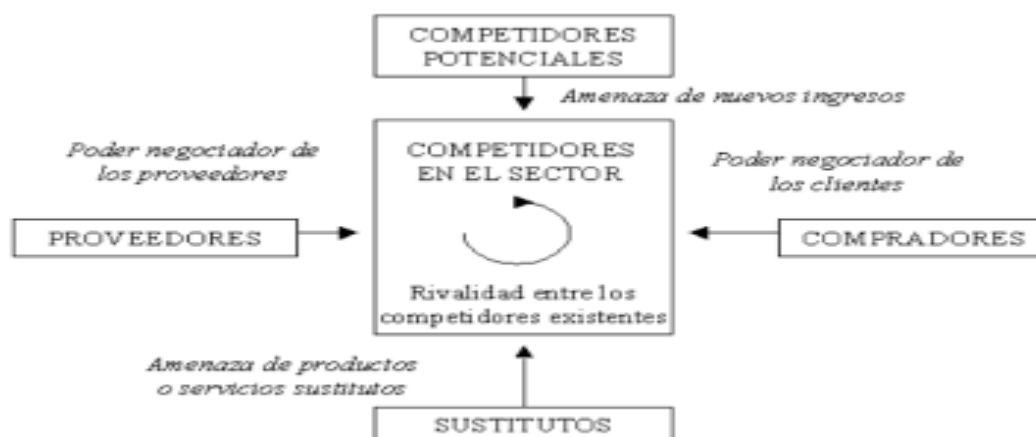 COMPETIDORES
POTENCIALES
Amenaza de nuevos ingresos
Poder negociador de
los proveedores
COMPETIDORES
EN EL SECTOR
Poder negociador de
los clientes
PROVEEDORES
COMPRADORES
Rivalidad entre los
competidores existentes
Amenaza de productos
o servicios sustitutos
SUSTITUTOS